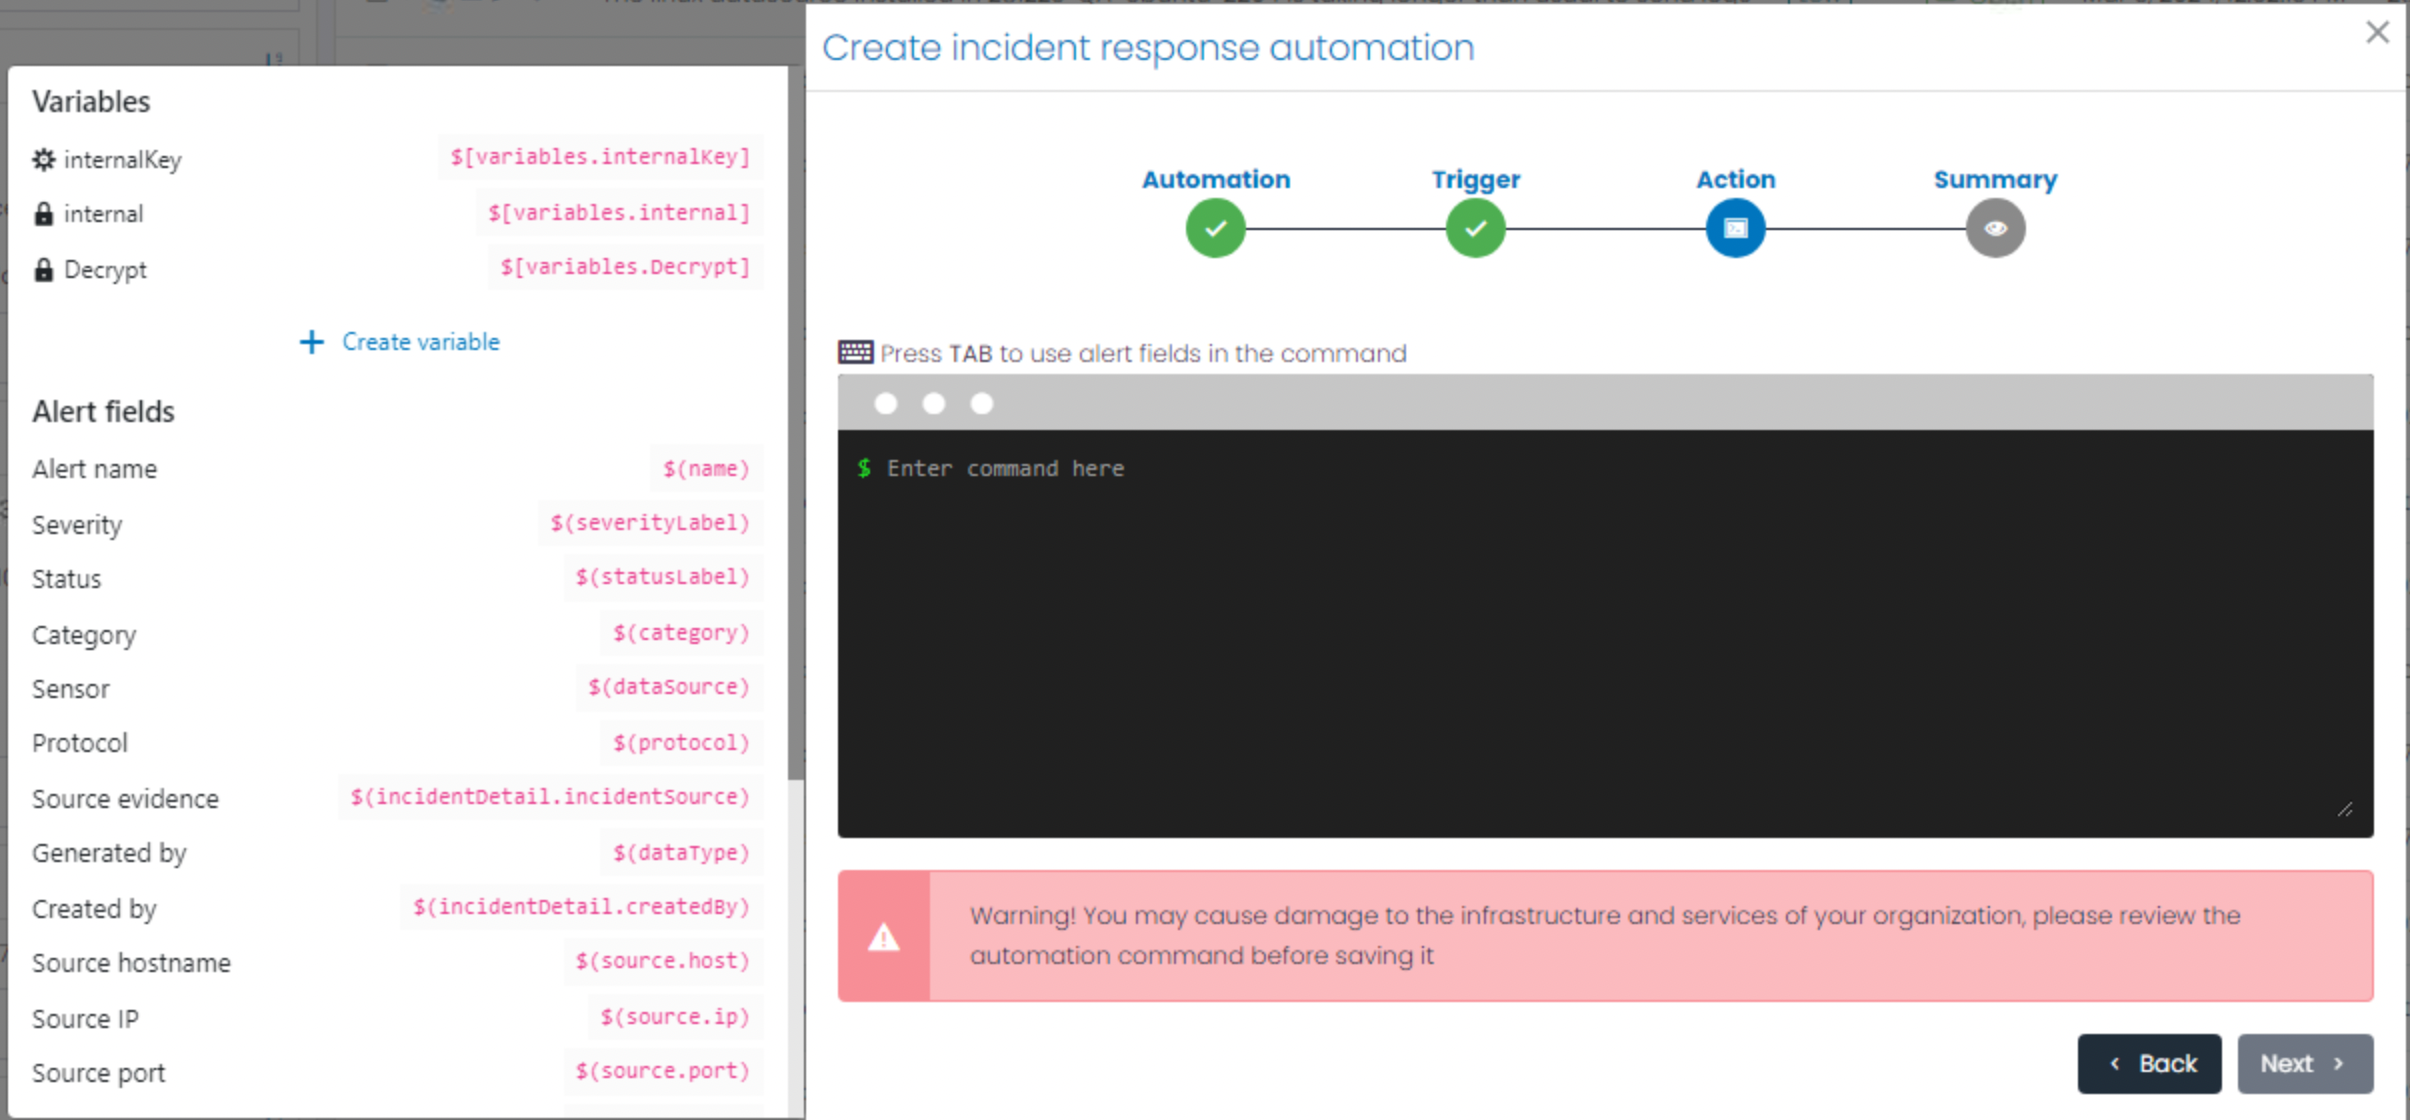 Create incident response automation
Variables
internalKey $[variables.internalKey]
internal $[variables.internal]
Decrypt $[variables.Decrypt]
+ Create variable
Alert fields
Alert name $(name)
Severity $(severityLabel)
Status $(statusLabel)
Category $(category)
Sensor $(dataSource)
Protocol $(protocol)
Source evidence $(incidentDetail.incidentSource)
Generated by $(dataType)
Created by $(incidentDetail.createdBy)
Source hostname $(source.host)
Source IP $(source.ip)
Source port $(source.port)
Automation Trigger Action Summary
Press TAB to use alert fields in the command
$ Enter command here
Warning! You may cause damage to the infrastructure and services of your organization, please review the
automation command before saving it
Back Next